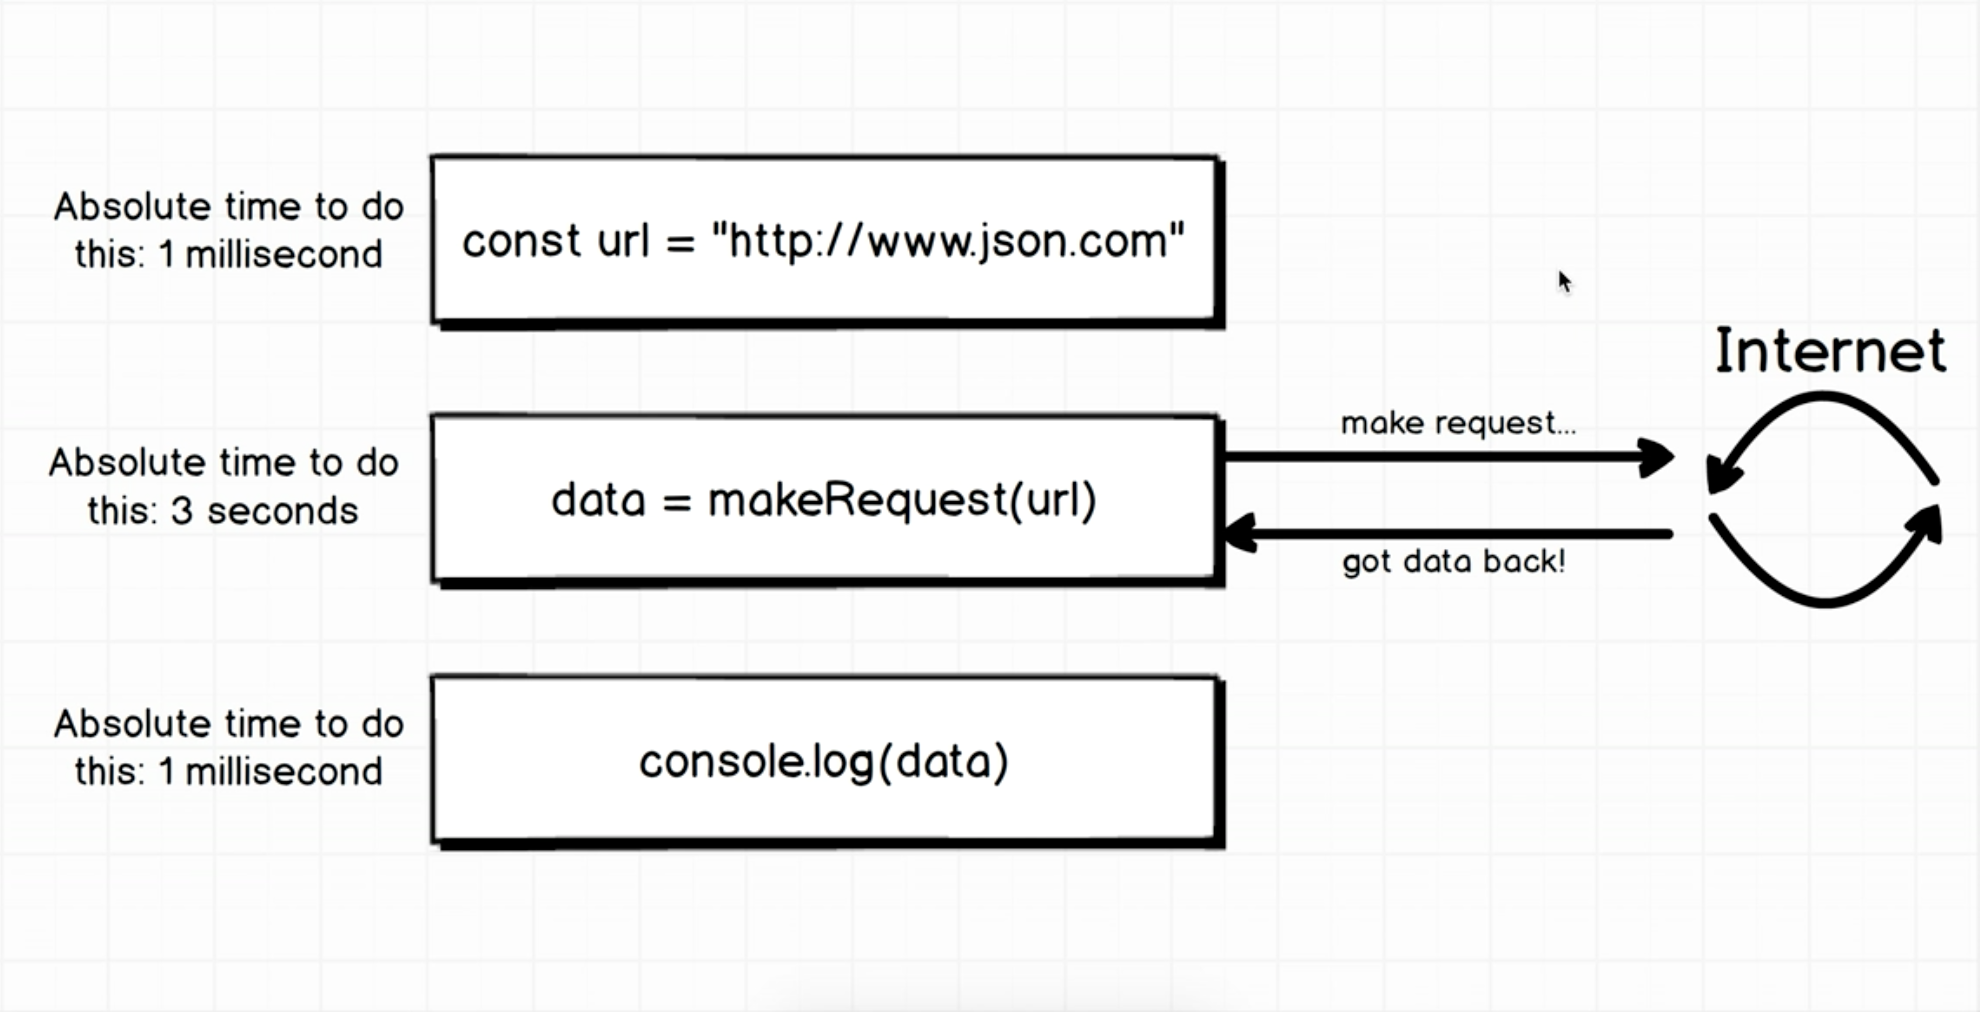 Absolute time to do
this: 1 millisecond
const url = "http://www.json.com"
Internet
Absolute time to do
this: 3 seconds
data = makeRequest(url)
make request...
got data back!
Absolute time to do
this: 1 millisecond
console.log(data)